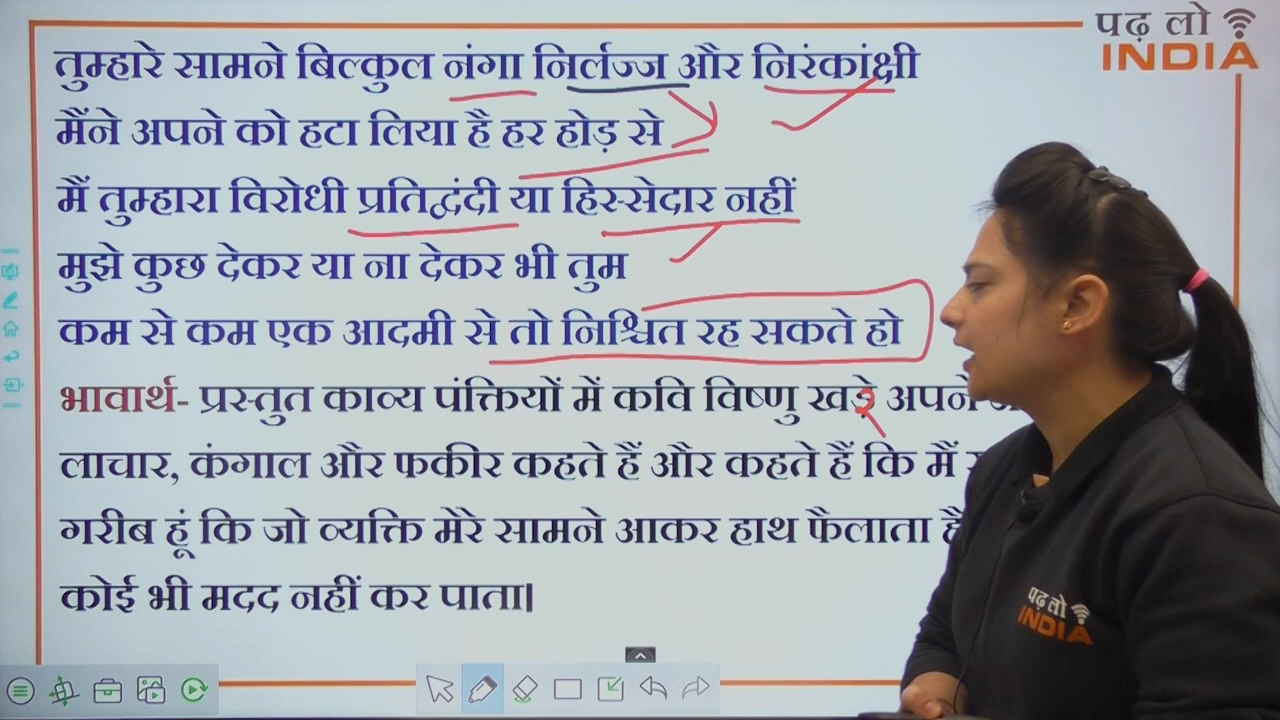 पढ़ लो
INDIA
तुम्हारे सामने बिल्कुल नंगा निर्लज्ज और निरंकांक्षी
मैंने अपने को हटा लिया है हर होड़ से
मैं तुम्हारा विरोधी प्रतिद्वंदी या हिस्सेदार नहीं
मुझे कुछ देकर या ना देकर भी तुम
कम से कम एक आदमी से तो निश्चित रह सकते हो
भावार्थ- प्रस्तुत काव्य पंक्तियों में कवि विष्णु खड़े अपने
लाचार, कंगाल और फकीर कहते हैं और कहते हैं कि मैं
गरीब हूं कि जो व्यक्ति मेरे सामने आकर हाथ फैलाता है
कोई भी मदद नहीं कर पाता।
पढ़ लो
INDIA